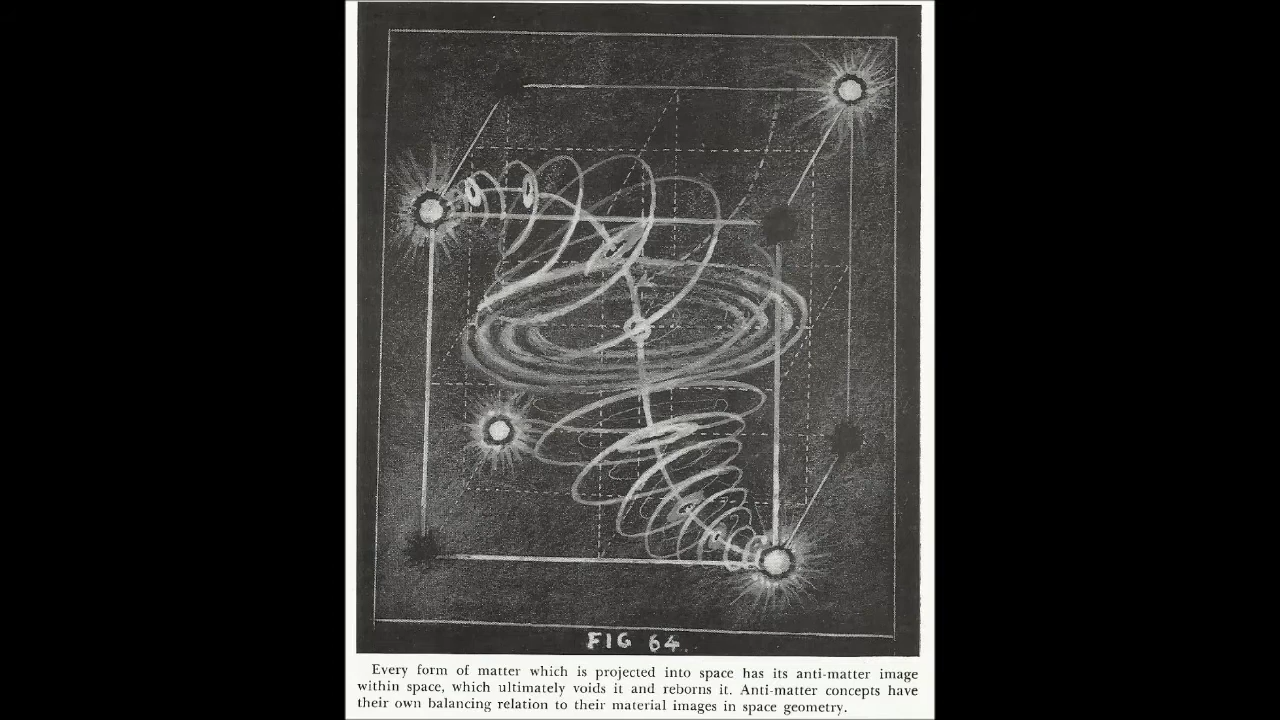 FIG 64.
Every form of matter which is projected into space has its anti-matter image
within space, which ultimately voids it and reborns it. Anti-matter concepts have
their own balancing relation to their material images in space geometry.